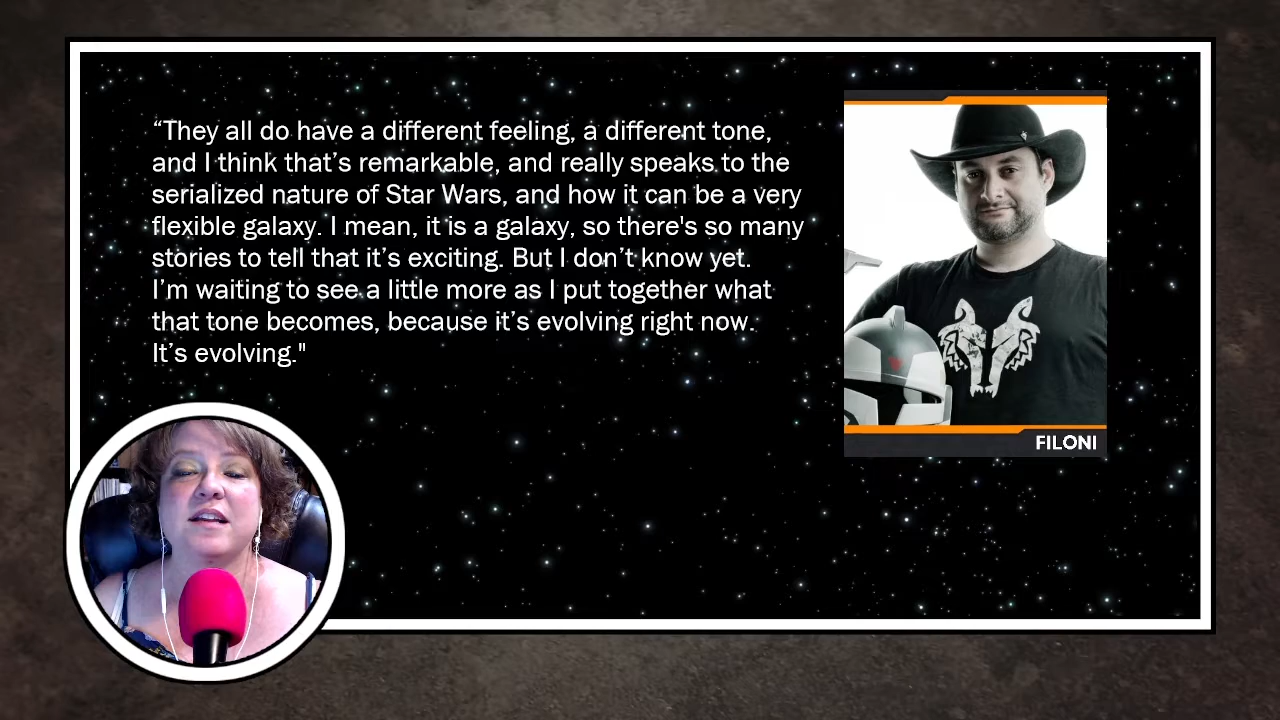 “They all do have a different feeling, a different tone,
and I think that’s remarkable, and really speaks to the
serialized nature of Star Wars, and how it can be a very
flexible galaxy. I mean, it is a galaxy, so there's so many
stories to tell that it’s exciting. But I don’t know yet.
I’m waiting to see a little more as I put together what
that tone becomes, because it’s evolving right now.
It’s evolving."
FILONI